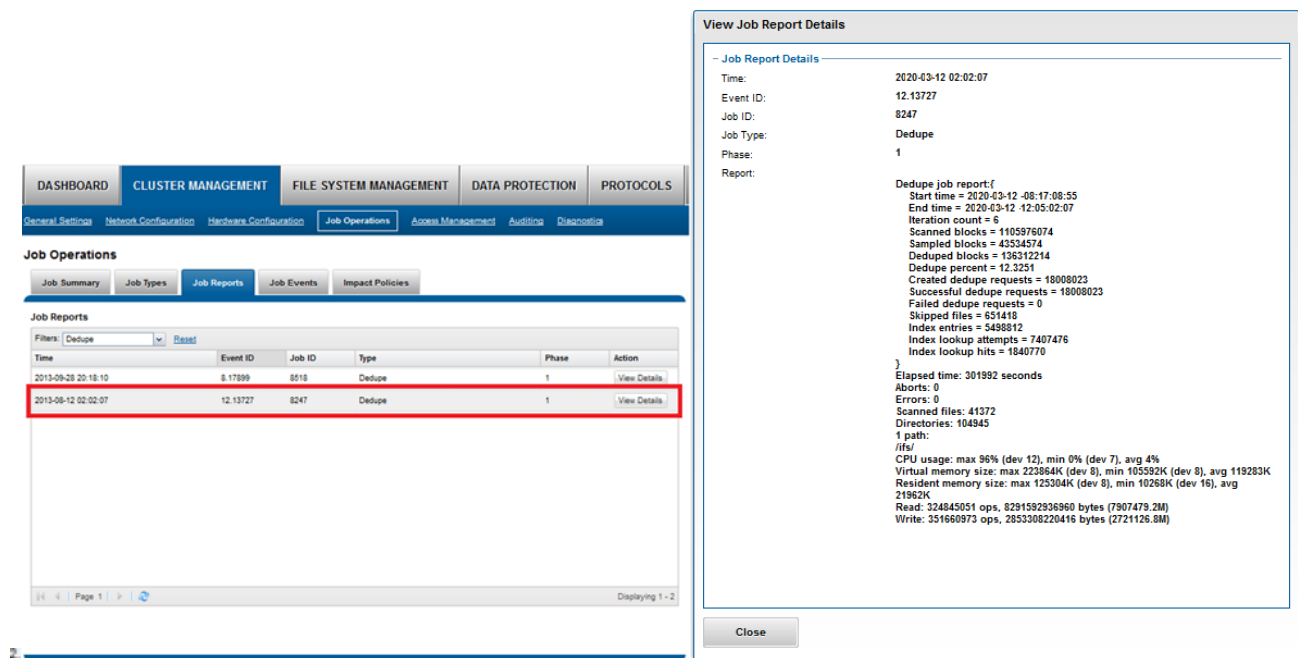 DASHBOARD CLUSTER MANAGEMENT FILE SYSTEM MANAGEMENT DATA PROTECTION PROTOCOLS
General Settings Network Configuration Hardware Configuration Job Operations Access Management Auditing Diagnostics
Job Operations
Job Summary Job Types Job Reports Job Events Impact Policies
Job Reports
Filters: Dedupe Reset
Time Event ID Job ID Type Phase Action
2013-09-28 20:18:10 8.17899 8518 Dedupe 1 View Details
2013-08-12 02:02:07 12.13727 8247 Dedupe 1 View Details
Page 1 Displaying 1 - 2
2.
View Job Report Details
Job Report Details
Time: 2020-03-12 02:02:07
Event ID: 12.13727
Job ID: 8247
Job Type: Dedupe
Phase: 1
Report:
Dedupe job report:{
Start time = 2020-03-12 -08:17:08:55
End time = 2020-03-12 -12:05:02:07
Iteration count = 6
Scanned blocks = 1105976074
Sampled blocks = 43534574
Deduped blocks = 136312214
Dedupe percent = 12.3251
Created dedupe requests = 18008023
Successful dedupe requests = 18008023
Failed dedupe requests = 0
Skipped files = 651418
Index entries = 5498812
Index lookup attempts = 7407476
Index lookup hits = 1840770
}
Elapsed time: 301992 seconds
Aborts: 0
Errors: 0
Scanned files: 41372
Directories: 104945
1 path:
/ifs/
CPU usage: max 96% (dev 12), min 0% (dev 7), avg 4%
Virtual memory size: max 223864K (dev 8), min 105592K (dev 8), avg 119283K
Resident memory size: max 125304K (dev 8), min 10268K (dev 16), avg
21962K
Read: 324845051 ops, 8291592936960 bytes (7907479.2M)
Write: 351660973 ops, 2853308220416 bytes (2721126.8M)
Close